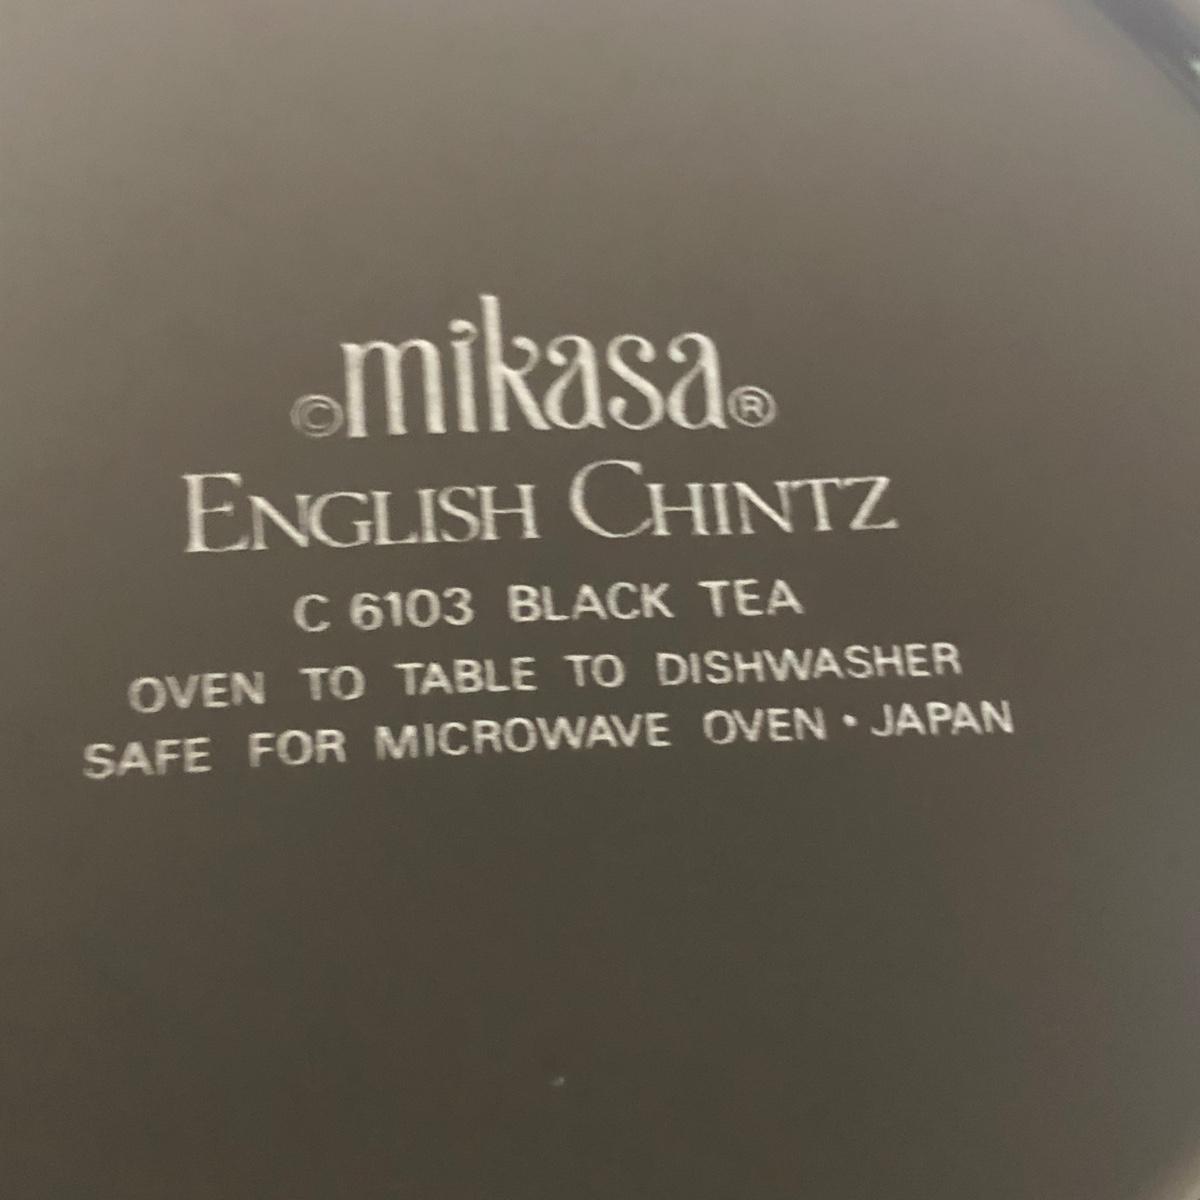 ©mikasa®
ENGLISH CHINTZ
C 6103 BLACK TEA
OVEN TO TABLE TO DISHWASHER
SAFE FOR MICROWAVE OVEN • JAPAN